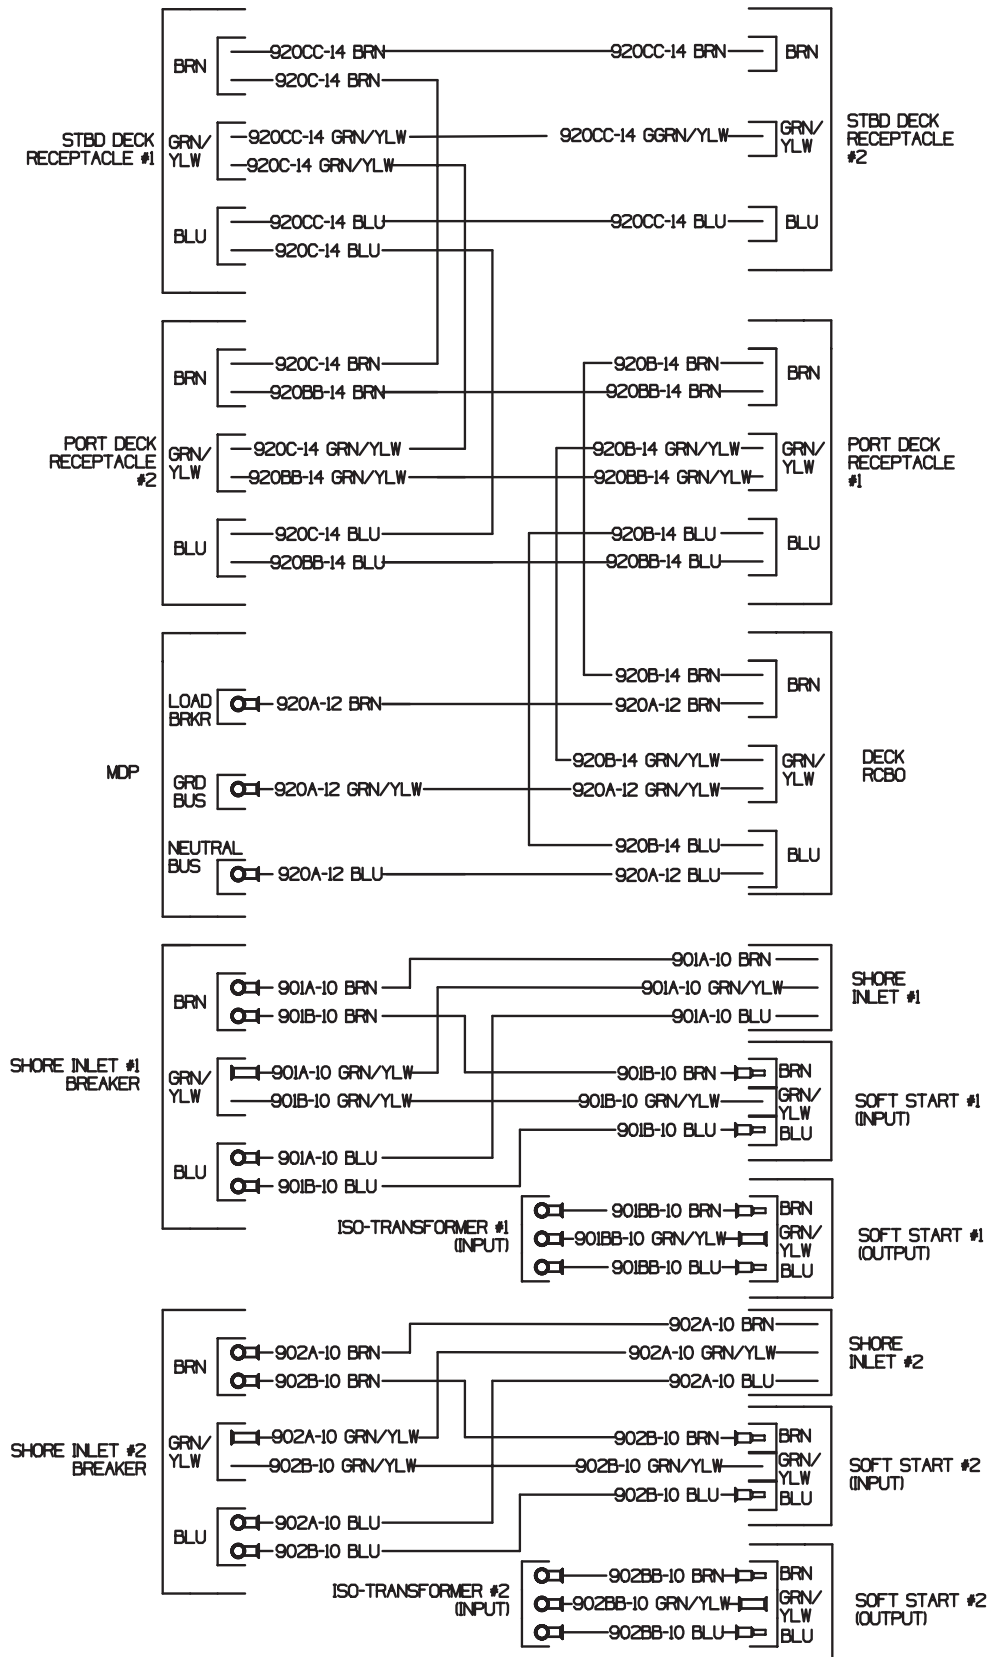 920CC-14 BRN 920CC-14 BRN
BRN BRN
920C-14 BRN
STBD DECK
RECEPTACLE #1
GRN/
YLW
920CC-14 GRN/YLW 920CC-14 GGRN/YLW
920C-14 GRN/YLW
GRN/
YLW
STBD DECK
RECEPTACLE
#2
920CC-14 BLU 920CC-14 BLU
BLU BLU
920C-14 BLU
920C-14 BRN 920B-14 BRN
BRN BRN
920BB-14 BRN 920BB-14 BRN
PORT DECK
RECEPTACLE
#2
GRN/
YLW
920C-14 GRN/YLW 920B-14 GRN/YLW
920BB-14 GRN/YLW 920BB-14 GRN/YLW
GRN/
YLW
PORT DECK
RECEPTACLE
#1
920C-14 BLU 920B-14 BLU
BLU BLU
920BB-14 BLU 920BB-14 BLU
920B-14 BRN
BRN
LOAD
BRKR
920A-12 BRN 920A-12 BRN
MDP
920B-14 GRN/YLW
GRD
BUS
920A-12 GRN/YLW 920A-12 GRN/YLW
GRN/
YLW
DECK
RCBO
NEUTRAL
BUS
920B-14 BLU
BLU
920A-12 BLU 920A-12 BLU
901A-10 BRN
BRN
901A-10 BRN 901A-10 GRN/YLW
901B-10 BRN 901A-10 BLU
SHORE
INLET #1
SHORE INLET #1
BREAKER
GRN/
YLW
901A-10 GRN/YLW 901B-10 BRN BRN
901B-10 GRN/YLW 901B-10 GRN/YLW
GRN/
YLW
SOFT START #1
(INPUT)
901B-10 BLU BLU
BLU
901A-10 BLU
901B-10 BLU
ISO-TRANSFORMER #1
(INPUT)
901BB-10 BRN BRN
901BB-10 GRN/YLW
GRN/
YLW
901BB-10 BLU BLU
SOFT START #1
(OUTPUT)
902A-10 BRN
BRN
902A-10 BRN 902A-10 GRN/YLW
902B-10 BRN 902A-10 BLU
SHORE
INLET #2
SHORE INLET #2
BREAKER
GRN/
YLW
902A-10 GRN/YLW 902B-10 BRN BRN
902B-10 GRN/YLW 902B-10 GRN/YLW
GRN/
YLW
SOFT START #2
(INPUT)
902B-10 BLU BLU
BLU
902A-10 BLU
902B-10 BLU
ISO-TRANSFORMER #2
(INPUT)
902BB-10 BRN BRN
902BB-10 GRN/YLW
GRN/
YLW
902BB-10 BLU BLU
SOFT START #2
(OUTPUT)